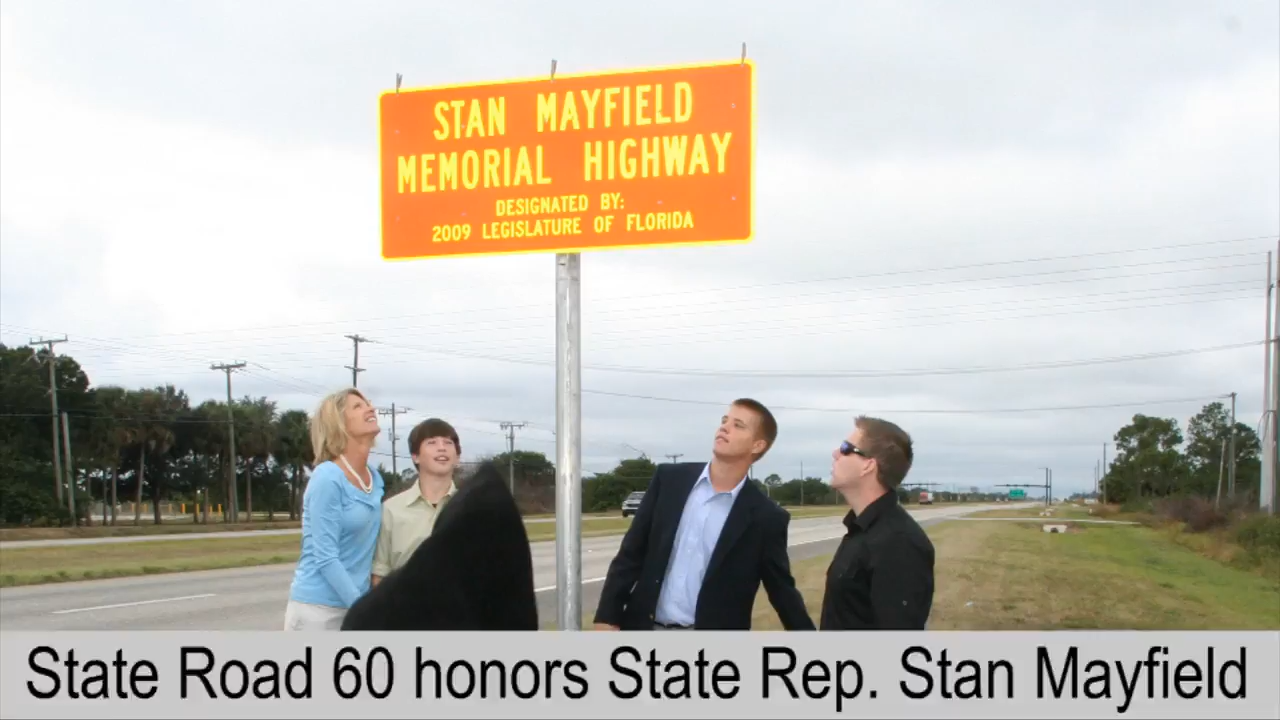 STAN MAYFIELD
MEMORIAL HIGHWAY
DESIGNATED BY:
2009 LEGISLATURE OF FLORIDA
State Road 60 honors State Rep. Stan Mayfield